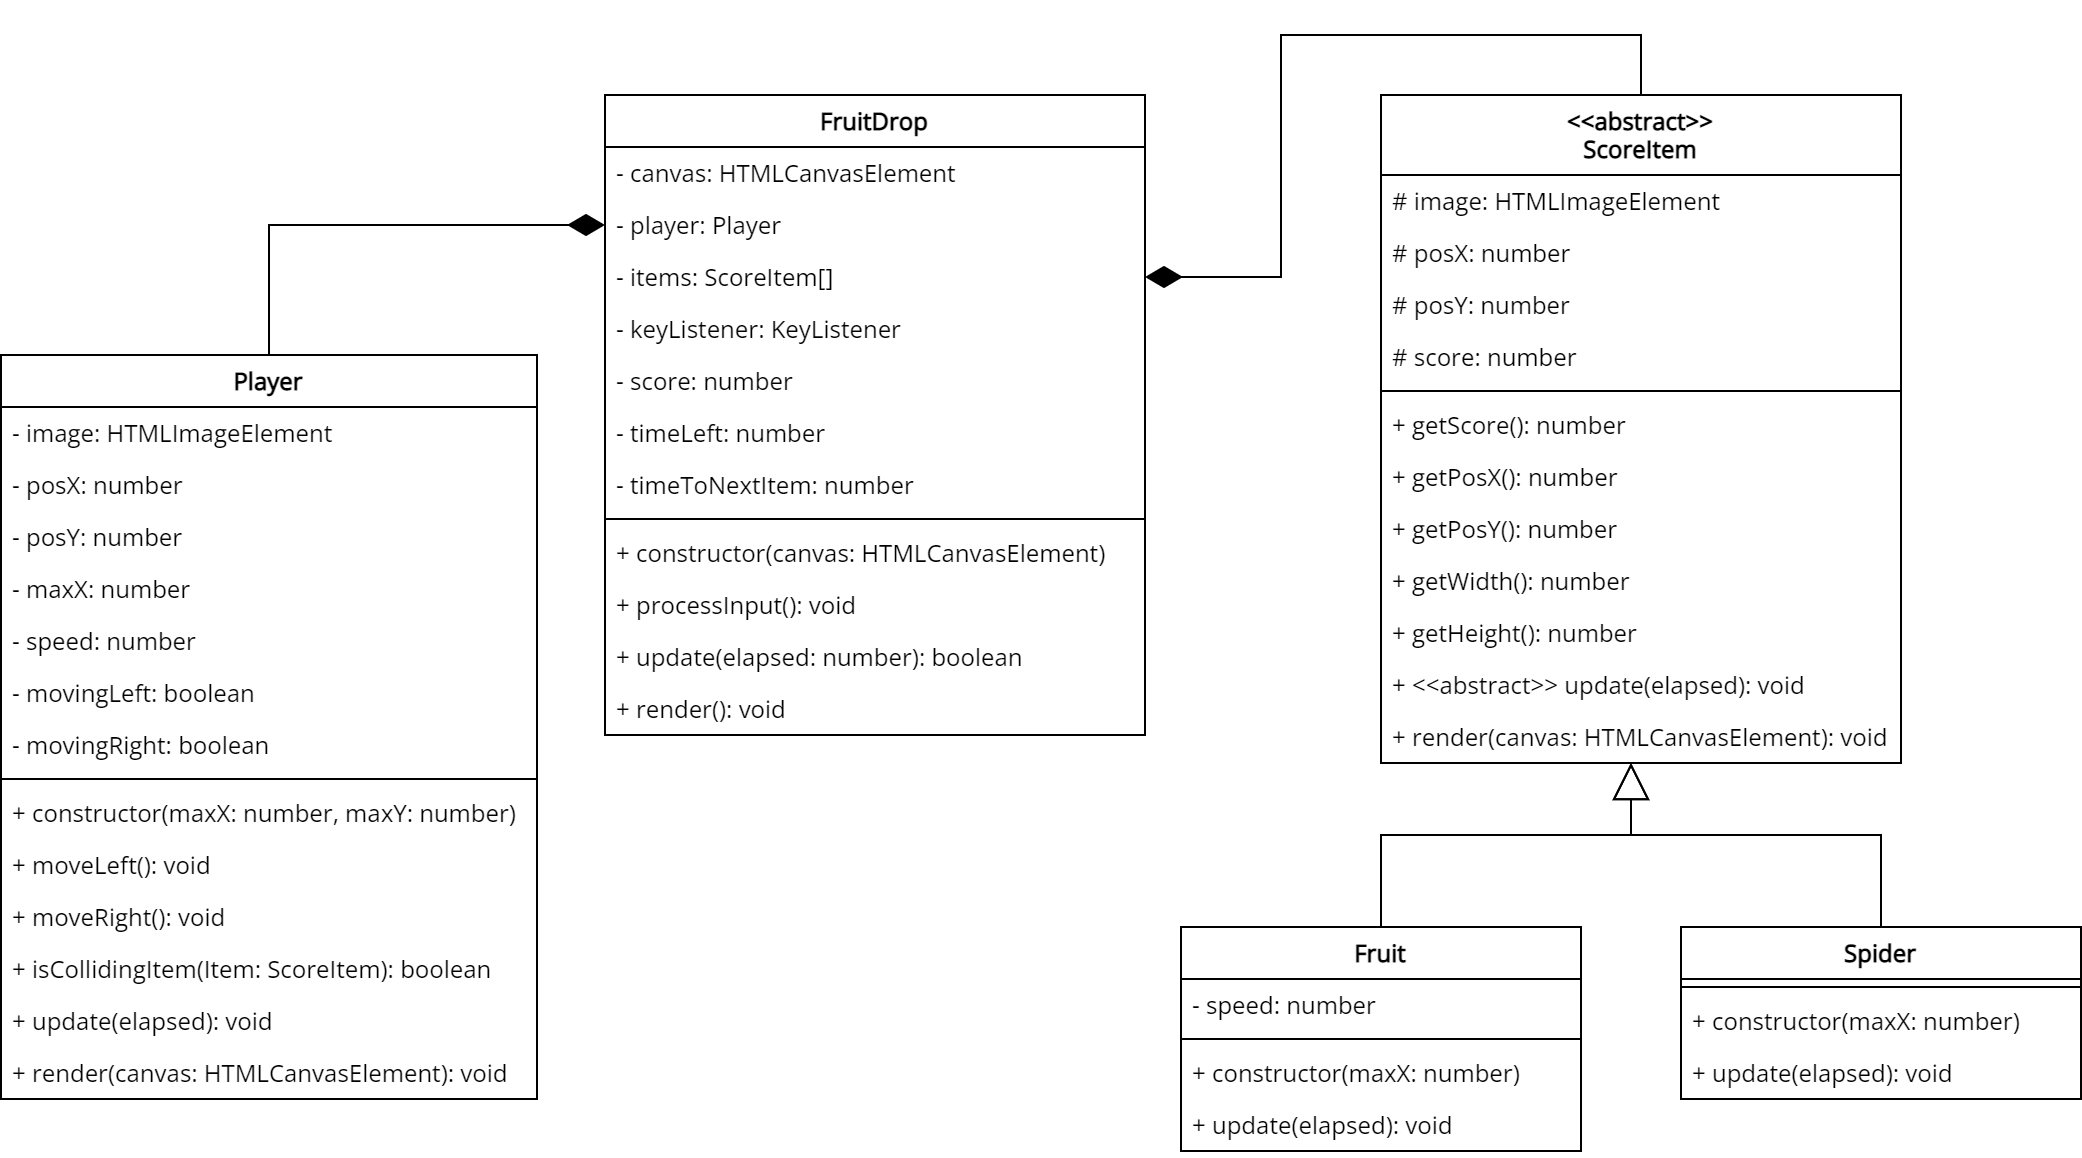 FruitDrop
- canvas: HTMLCanvasElement
- player: Player
- items: ScoreItem[]
- keyListener: KeyListener
- score: number
- timeLeft: number
- timeToNextItem: number
+ constructor(canvas: HTMLCanvasElement)
+ processInput(): void
+ update(elapsed: number): boolean
+ render(): void
<<abstract>>
ScoreItem
# image: HTMLImageElement
# posX: number
# posY: number
# score: number
+ getScore(): number
+ getPosX(): number
+ getPosY(): number
+ getWidth(): number
+ getHeight(): number
+ <<abstract>> update(elapsed): void
+ render(canvas: HTMLCanvasElement): void
Player
- image: HTMLImageElement
- posX: number
- posY: number
- maxX: number
- speed: number
- movingLeft: boolean
- movingRight: boolean
+ constructor(maxX: number, maxY: number)
+ moveLeft(): void
+ moveRight(): void
+ isCollidingItem(Item: ScoreItem): boolean
+ update(elapsed): void
+ render(canvas: HTMLCanvasElement): void
Fruit
- speed: number
+ constructor(maxX: number)
+ update(elapsed): void
Spider
+ constructor(maxX: number)
+ update(elapsed): void